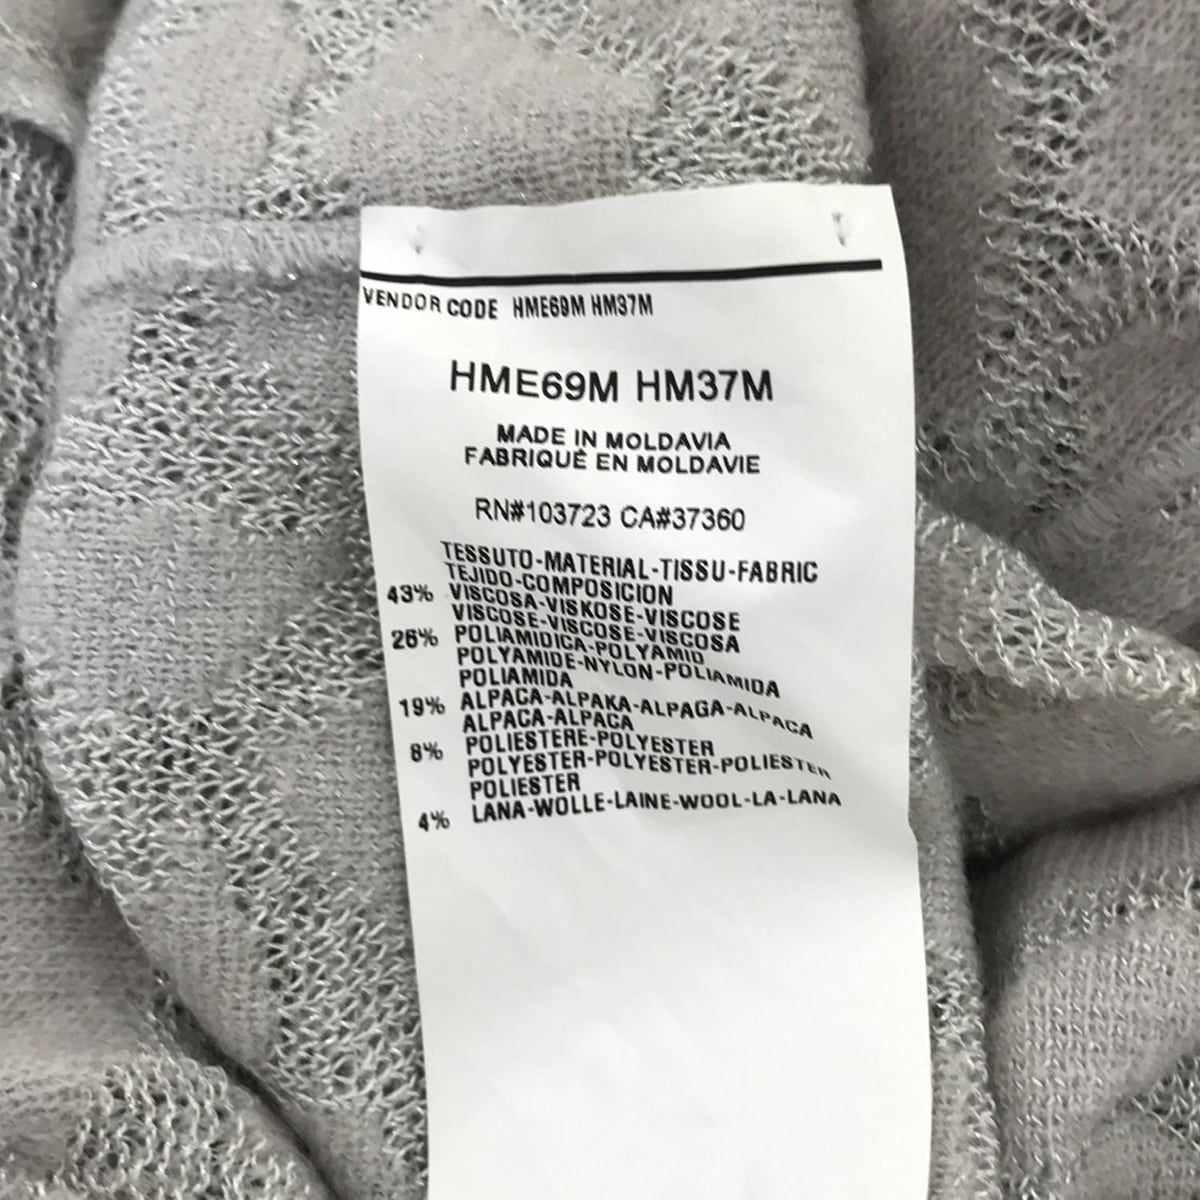 VENDOR CODE HME69M HM37M
HME69M HM37M
MADE IN MOLDAVIA
FABRIQUÉ EN MOLDAVIE
RN#103723 CA#37360
TESSUTO-MATERIAL-TISSU-FABRIC
TEJIDO-COMPOSICION
43% VISCOSA-VISKOSE-VISCOSE
VISCOSE-VISCOSE-VISCOSA
26% POLIAMIDICA-POLYAMID
POLYAMIDE-NYLON-POLIAMIDA
POLIAMIDA
19% ALPACA-ALPAKA-ALPAGA-ALPACA
ALPACA-ALPACA
8% POLIESTERE-POLYESTER
POLYESTER-POLYESTER-POLIESTER
POLIESTER
4% LANA-WOLLE-LAINE-WOOL-LA-LANA